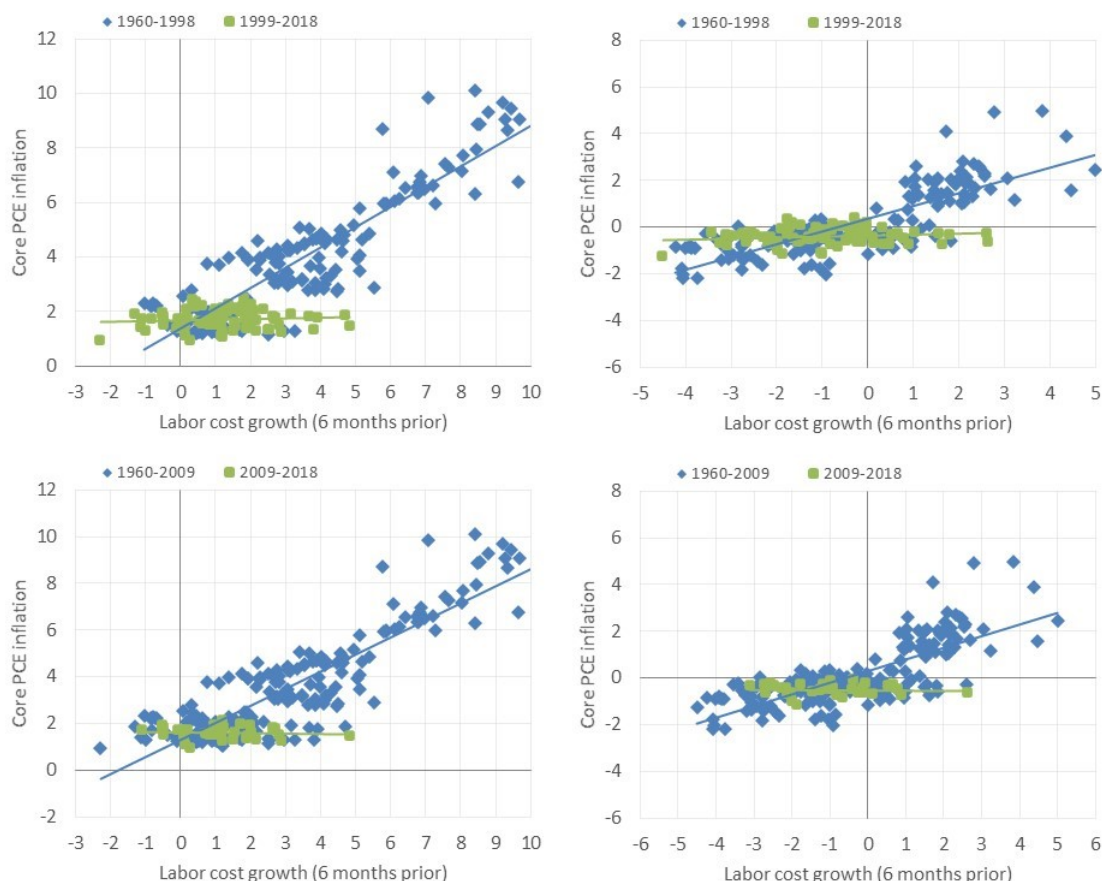 1960-1998 1999-2018
12
10
8
6
4
2
0
Core PCE inflation
-3 -2 -1 0 1 2 3 4 5 6 7 8 9 10
Labor cost growth (6 months prior)
1960-1998 1999-2018
8
6
4
2
0
-2
-4
-6
Core PCE inflation
-5 -4 -3 -2 -1 0 1 2 3 4 5
Labor cost growth (6 months prior)
1960-2009 2009-2018
12
10
8
6
4
2
0
-2
Core PCE inflation
-3 -2 -1 0 1 2 3 4 5 6 7 8 9 10
Labor cost growth (6 months prior)
1960-2009 2009-2018
8
6
4
2
0
-2
-4
-6
Core PCE inflation
-6 -5 -4 -3 -2 -1 0 1 2 3 4 5 6
Labor cost growth (6 months prior)